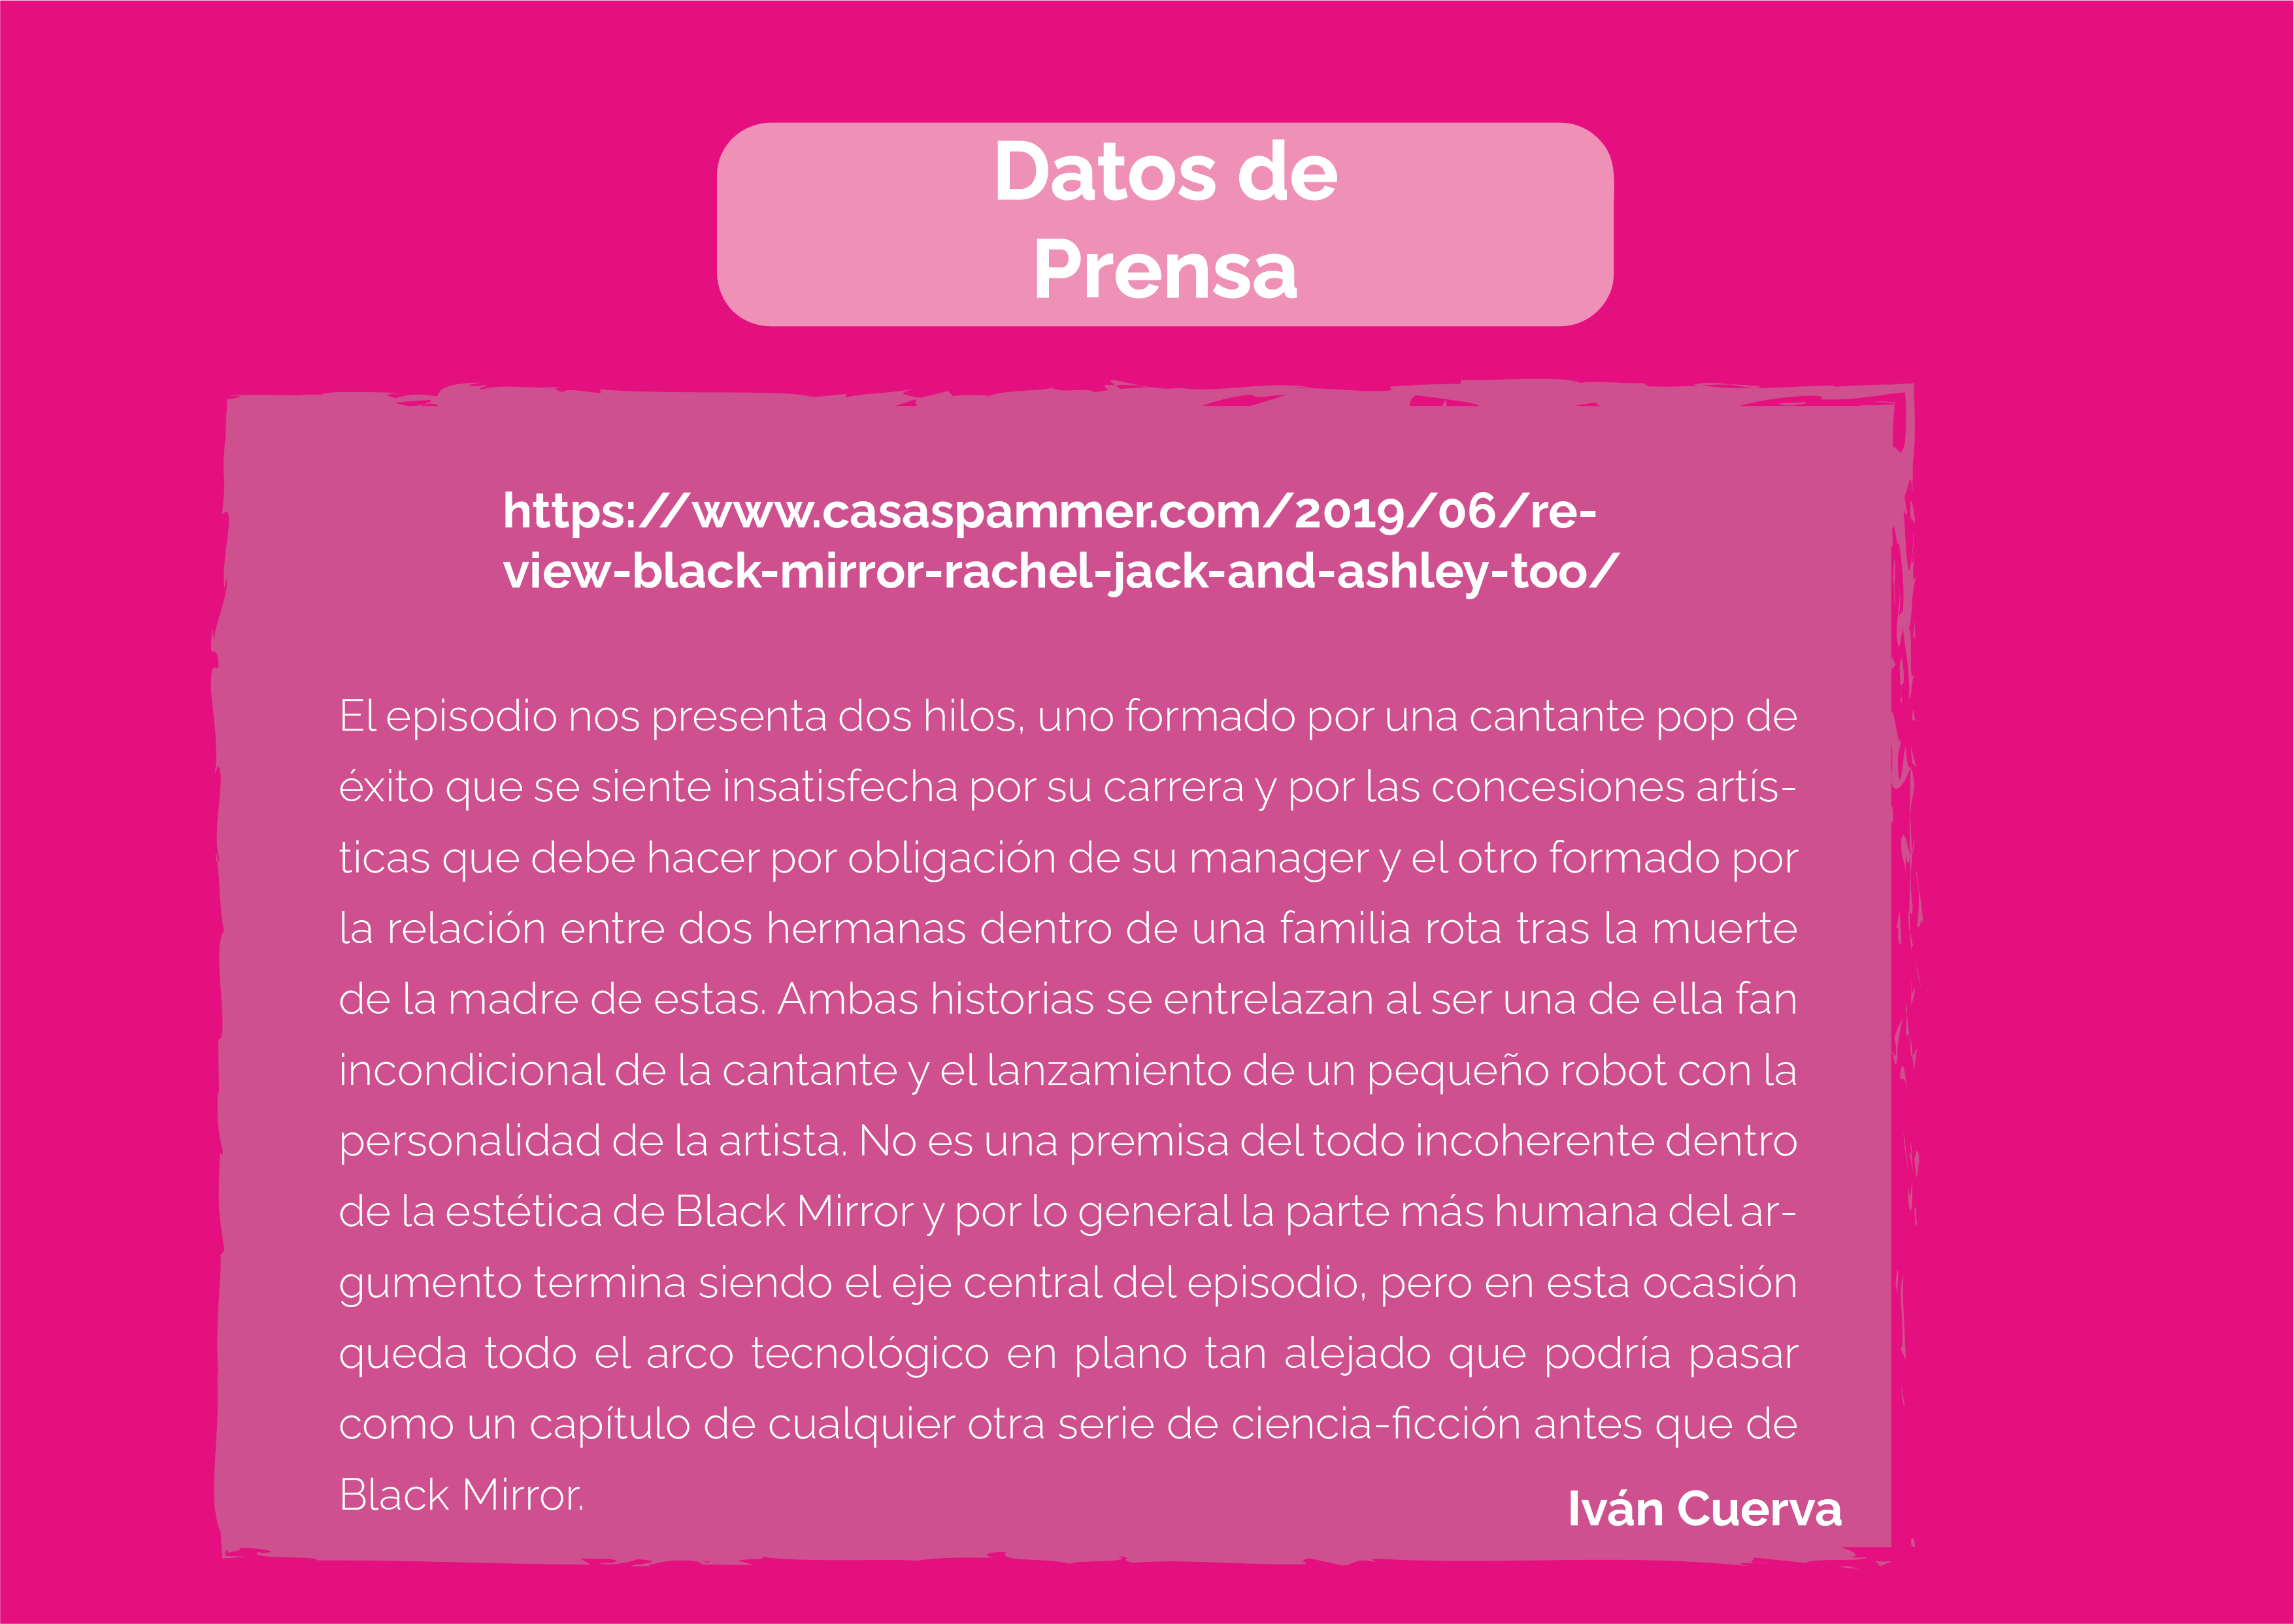 Datos de
Prensa
https://www.casaspammer.com/2019/06/re-
view-black-mirror-rachel-jack-and-ashley-too/
El episodio nos presenta dos hilos, uno formado por una cantante pop de
éxito que se siente insatisfecha por su carrera y por las concesiones artís-
ticas que debe hacer por obligación de su manager y el otro formado por
la relación entre dos hermanas dentro de una familia rota tras la muerte
de la madre de estas. Ambas historias se entrelazan al ser una de ella fan
incondicional de la cantante y el lanzamiento de un pequeño robot con la
personalidad de la artista. No es una premisa del todo incoherente dentro
de la estética de Black Mirror y por lo general la parte más humana del ar-
gumento termina siendo el eje central del episodio, pero en esta ocasión
queda todo el arco tecnológico en plano tan alejado que podría pasar
como un capítulo de cualquier otra serie de ciencia-ficción antes que de
Black Mirror.
Iván Cuerva